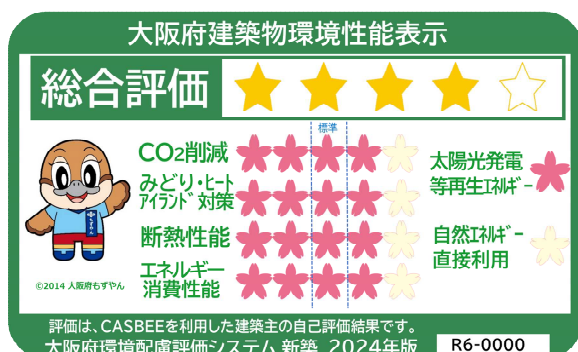 大阪府建築物環境性能表示
総合評価
標準
CO2削減
みどり・ヒート
アイランド対策
断熱性能
エネルギー
消費性能
太陽光発電
等再生エネルギー
自然エネルギー
直接利用
もずやん
©2014 大阪府もずやん
評価は、CASBEEを利用した建築主の自己評価結果です。
大阪府環境配慮評価システム 新築 2024年版
R6-0000